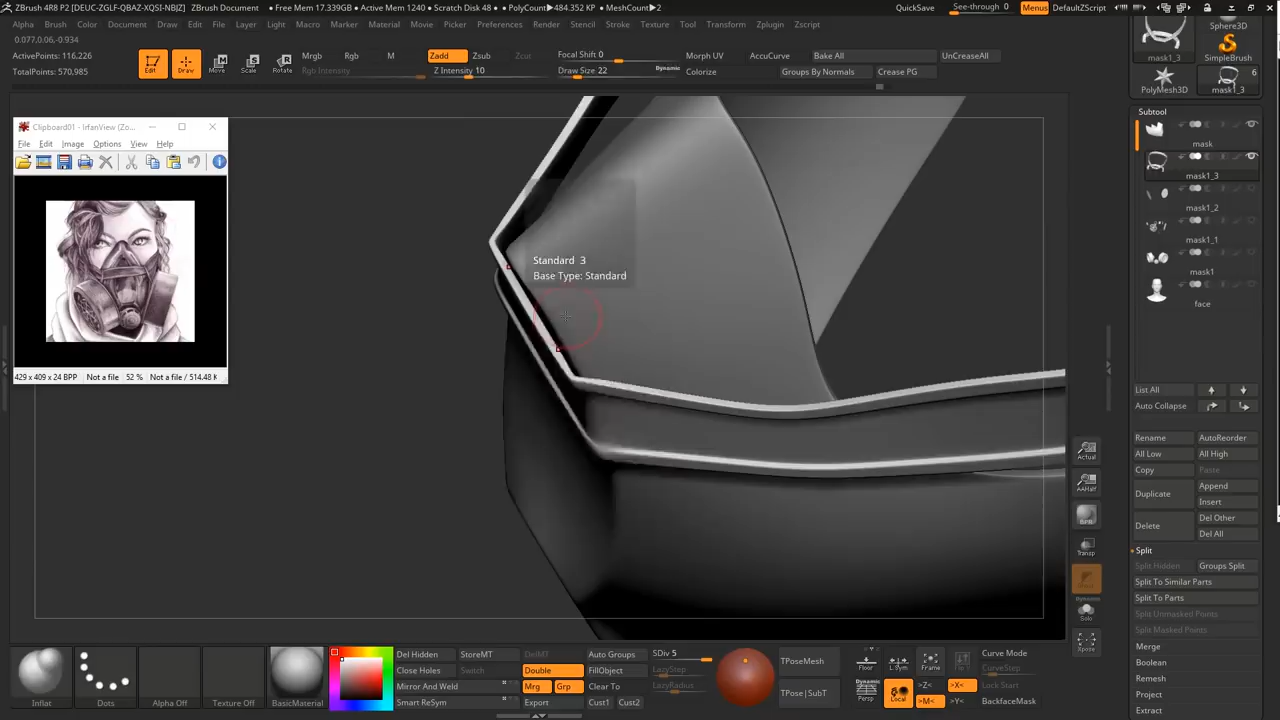 ZBrush 4R8 P2 [DEUC-ZGLF-QBAZ-XQSI-NBJZ] ZBrush Document • Free Mem 17.339GB • Active Mem 1240 • Scratch Disk 48 • PolyCount▶484.352 KP • MeshCount▶2 QuickSave See-through 0 Menus DefaultZScript
Alpha Brush Color Document Draw Edit File Layer Light Macro Marker Material Movie Picker Preferences Render Stencil Stroke Texture Tool Transform Zplugin Zscript
0.077,0.06,-0.934
ActivePoints: 116,226
TotalPoints: 570,985
Edit Draw Move Scale Rotate
Mrgb Rgb M
Rgb Intensity
Zadd Zsub Zcut
Z Intensity 10
Focal Shift 0
Draw Size 22 Dynamic
Morph UV AccuCurve Bake All UnCreaseAll
Colorize Groups By Normals Crease PG
Sphere3D
mask1_3 SimpleBrush
PolyMesh3D 6 mask1_3
Clipboard01 - IrfanView (Zo...
File Edit Image Options View Help
429 x 409 x 24 BPP Not a file 52 % Not a file / 514.48 K
Standard 3
Base Type: Standard
Subtool
mask
mask1_3
mask1_2
mask1_1
mask1
face
List All
Auto Collapse
Rename AutoReorder
All Low All High
Copy Paste
Duplicate Append
Insert
Delete Del Other
Del All
Split
Split Hidden Groups Split
Split To Similar Parts
Split To Parts
Split Unmasked Points
Split Masked Points
Merge
Boolean
Remesh
Project
Extract
Actual
AAHalf
BPR
Transp
Dynamic
Solo
Xpose
Inflat Dots Alpha Off Texture Off BasicMaterial
Del Hidden StoreMT DelMT Auto Groups
Close Holes Switch Double FillObject
Mirror And Weld Mrg Grp Clear To
Smart ReSym Export Cust1 Cust2
SDiv 5
LazyStep
LazyRadius
TPoseMesh
TPose|SubT
Floor L.Sym Frame
Dynamic
Persp Local >Z< >X<
>M< >Y<
Curve Mode
CurveStep
Lock Start
BackfaceMask